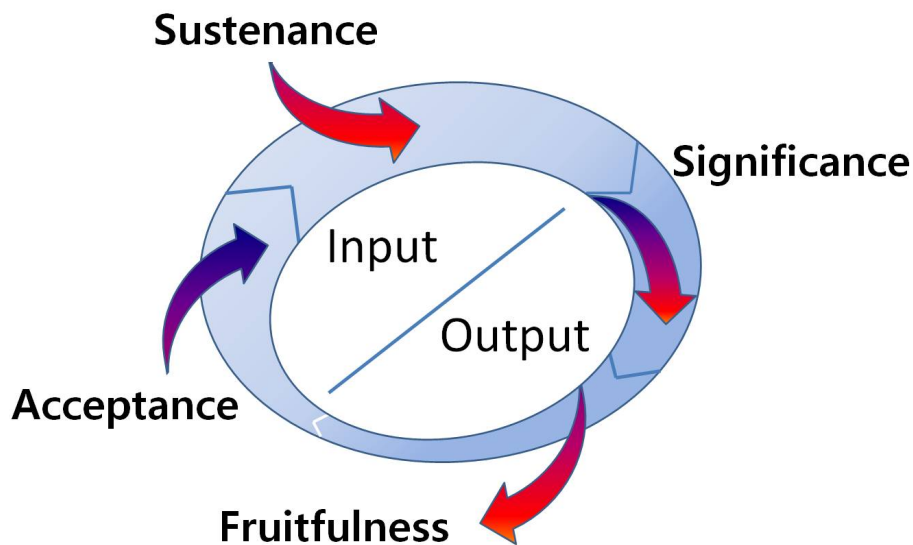 Sustenance
Significance
Input
Output
Acceptance
Fruitfulness